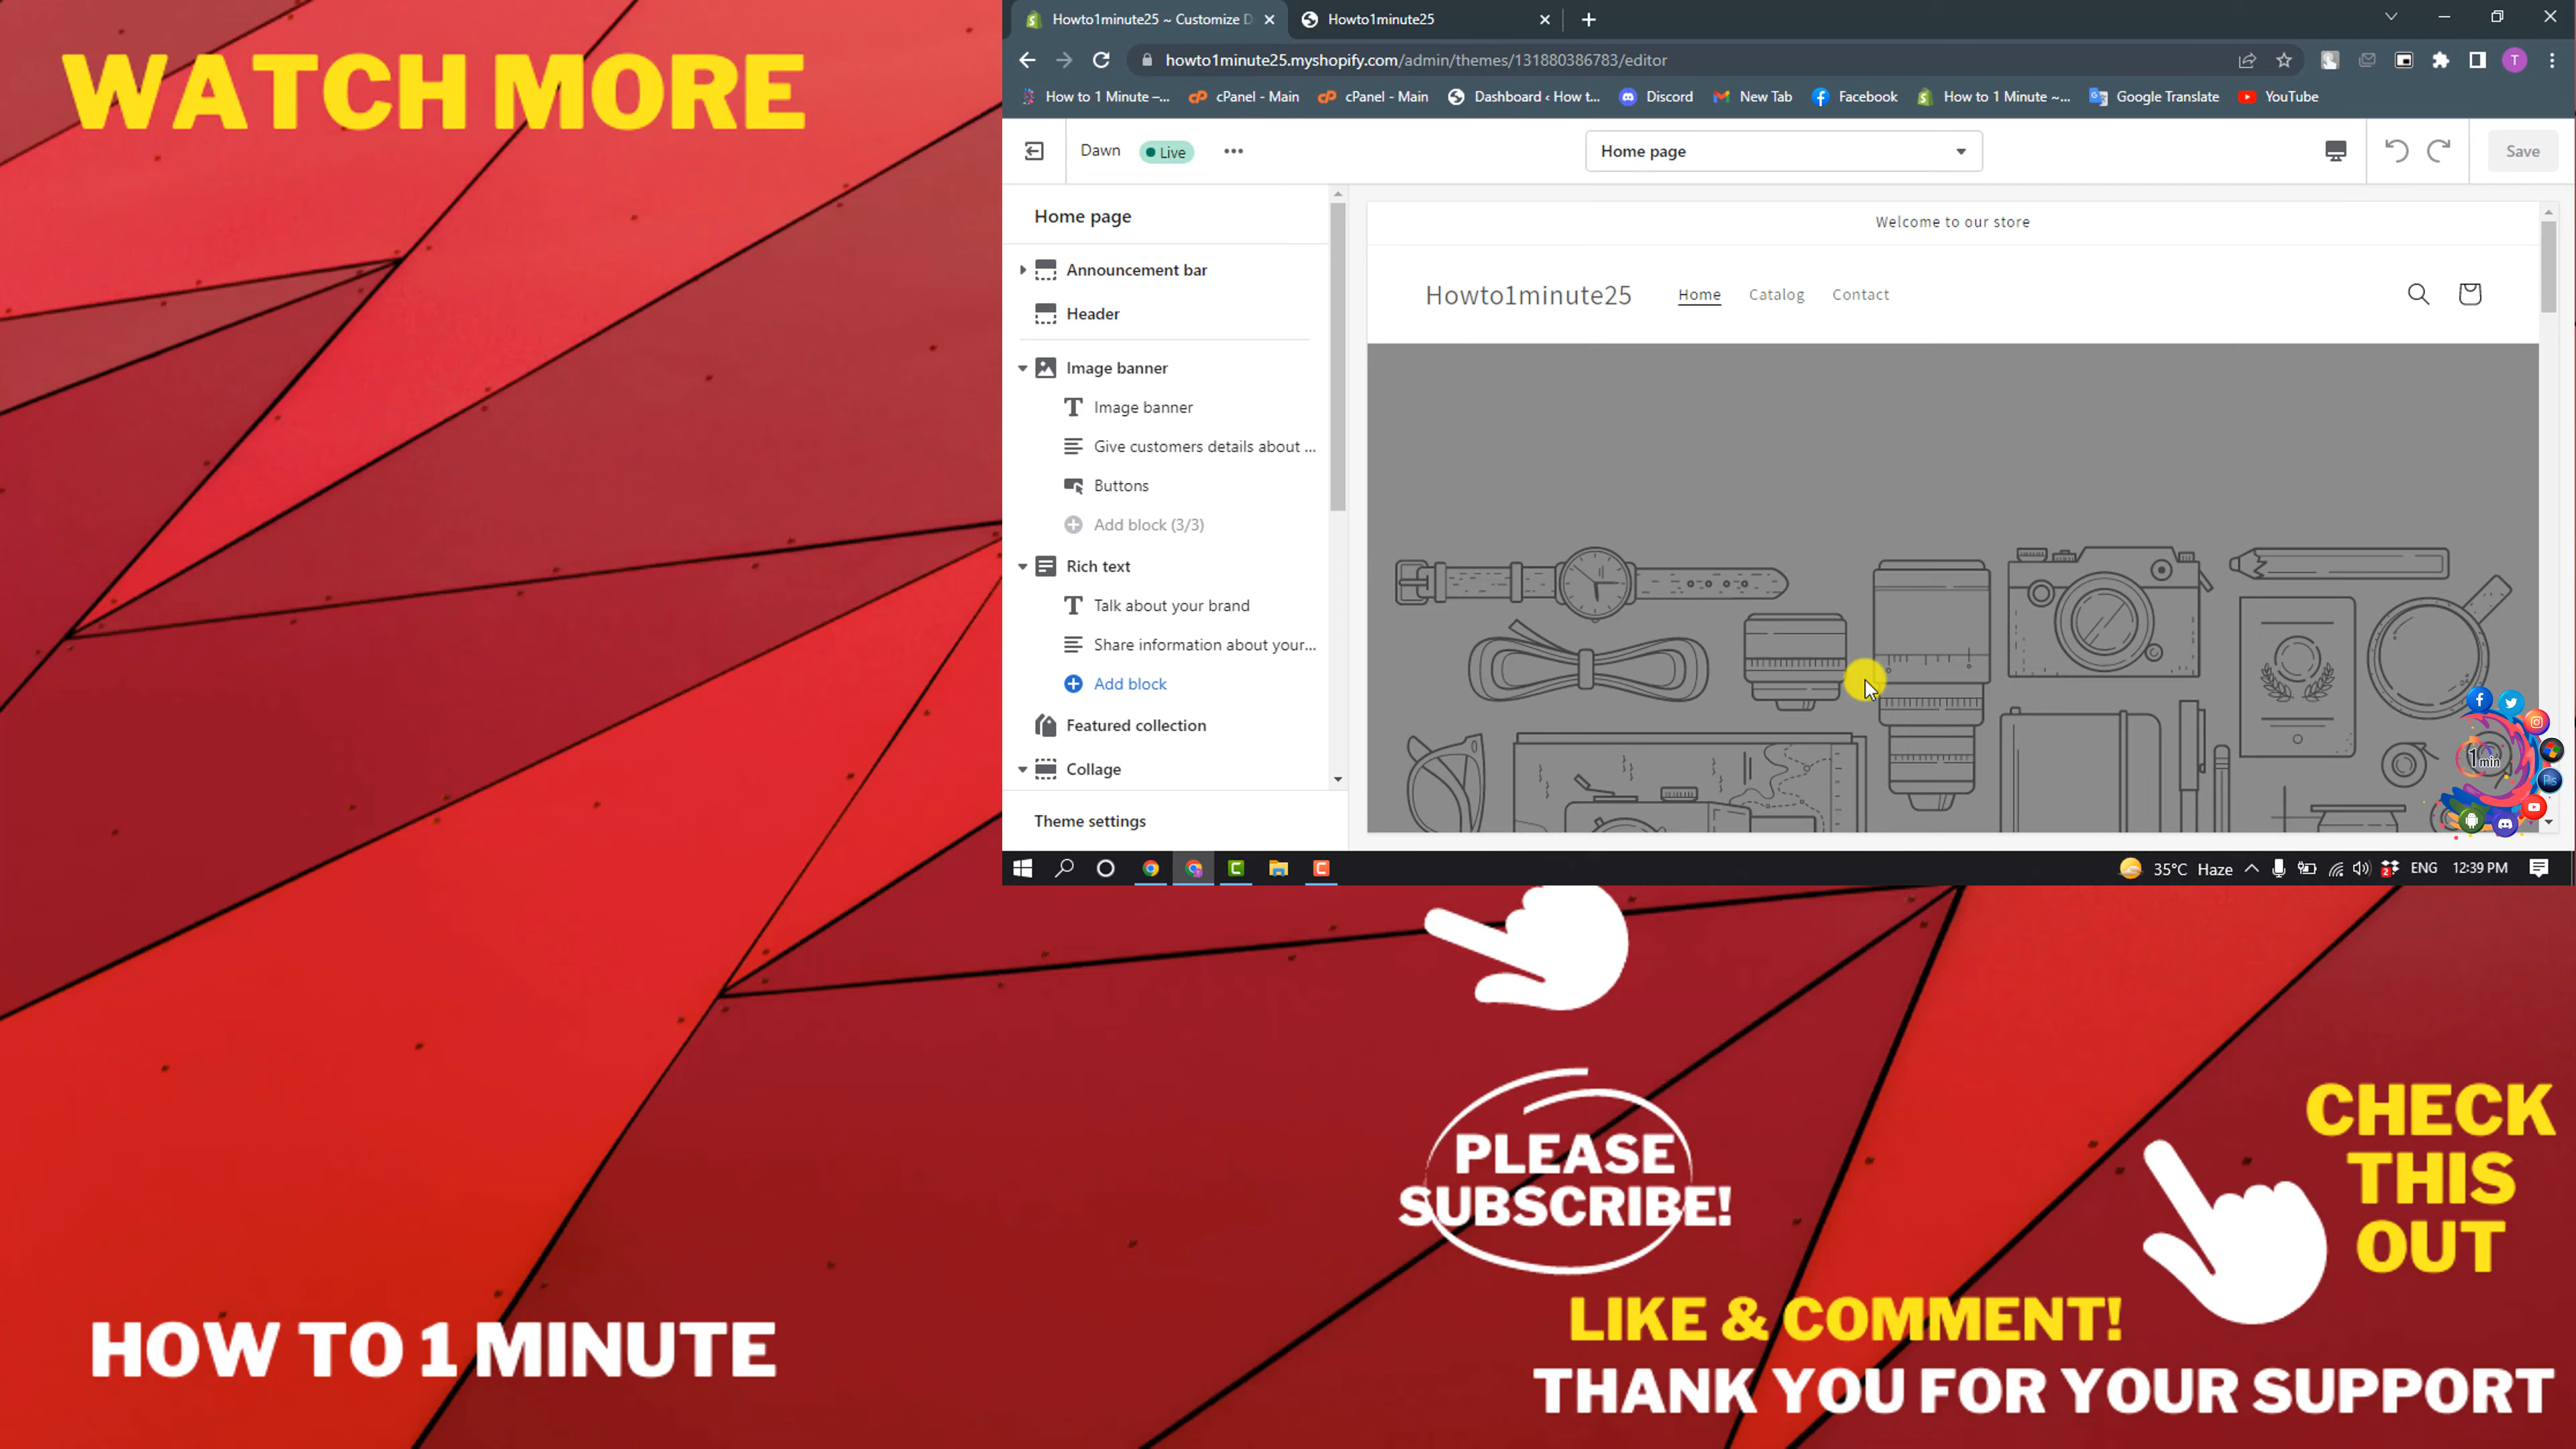 WATCH MORE
Howto1minute25 ~ Customize D
Howto1minute25
howto1minute25.myshopify.com/admin/themes/131880386783/editor
How to 1 Minute –...
cPanel - Main
cPanel - Main
Dashboard ‹ How t...
Discord
New Tab
Facebook
How to 1 Minute ~...
Google Translate
YouTube
T
Dawn
Live
Home page
Save
Home page
Announcement bar
Header
Image banner
Image banner
Give customers details about ...
Buttons
Add block (3/3)
Rich text
Talk about your brand
Share information about your...
Add block
Featured collection
Collage
Theme settings
Welcome to our store
Howto1minute25
Home
Catalog
Contact
1min
Ps
35°C Haze
2
ENG
12:39 PM
PLEASE
SUBSCRIBE!
CHECK
THIS
OUT
LIKE & COMMENT!
THANK YOU FOR YOUR SUPPORT
HOW TO 1 MINUTE